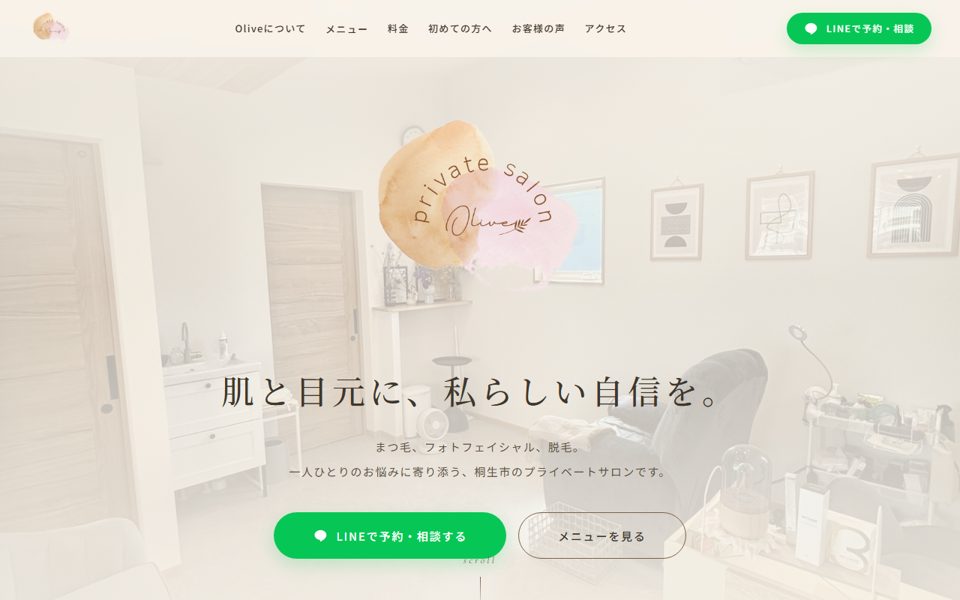 Oliveについて
メニュー
料金
初めての方へ
お客様の声
アクセス
LINEで予約・相談
private salon
Olive
肌と目元に、私らしい自信を。
まつ毛、フォトフェイシャル、脱毛。
一人ひとりのお悩みに寄り添う、桐生市のプライベートサロンです。
LINEで予約・相談する
メニューを見る
scroll